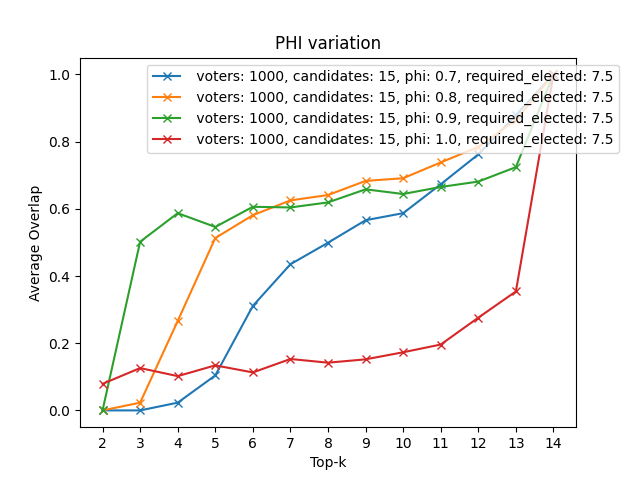 PHI variation
voters: 1000, candidates: 15, phi: 0.7, required_elected: 7.5
voters: 1000, candidates: 15, phi: 0.8, required_elected: 7.5
voters: 1000, candidates: 15, phi: 0.9, required_elected: 7.5
voters: 1000, candidates: 15, phi: 1.0, required_elected: 7.5
Average Overlap
1.0
0.8
0.6
0.4
0.2
0.0
2 3 4 5 6 7 8 9 10 11 12 13 14
Top-k